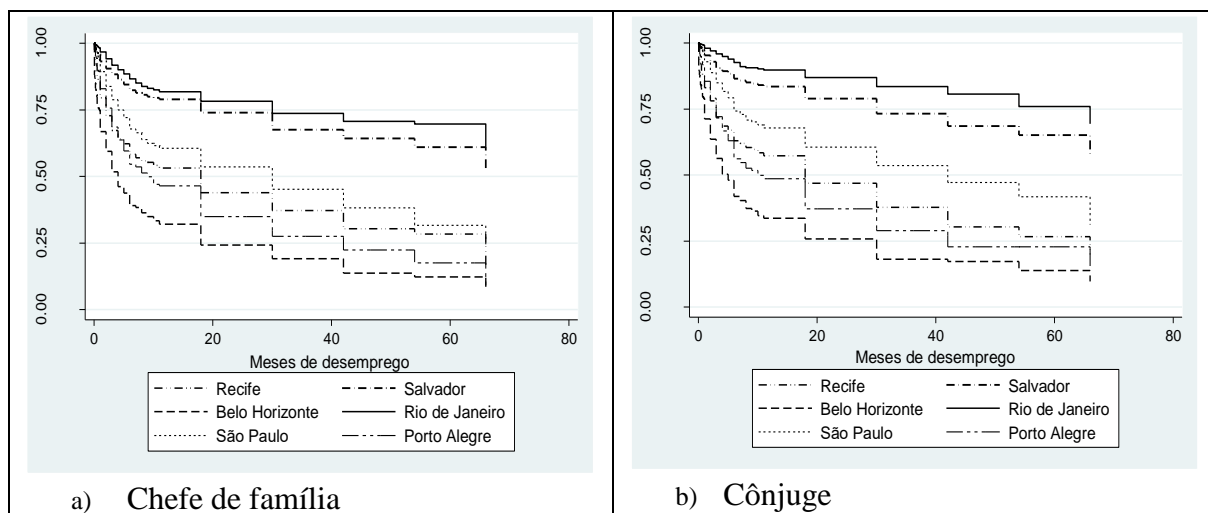 1.00
0.75
0.50
0.25
0.00
0 20 40 60 80
Meses de desemprego
Recife Salvador
Belo Horizonte Rio de Janeiro
São Paulo Porto Alegre
a) Chefe de família
1.00
0.75
0.50
0.25
0.00
0 20 40 60 80
Meses de desemprego
Recife Salvador
Belo Horizonte Rio de Janeiro
São Paulo Porto Alegre
b) Cônjuge